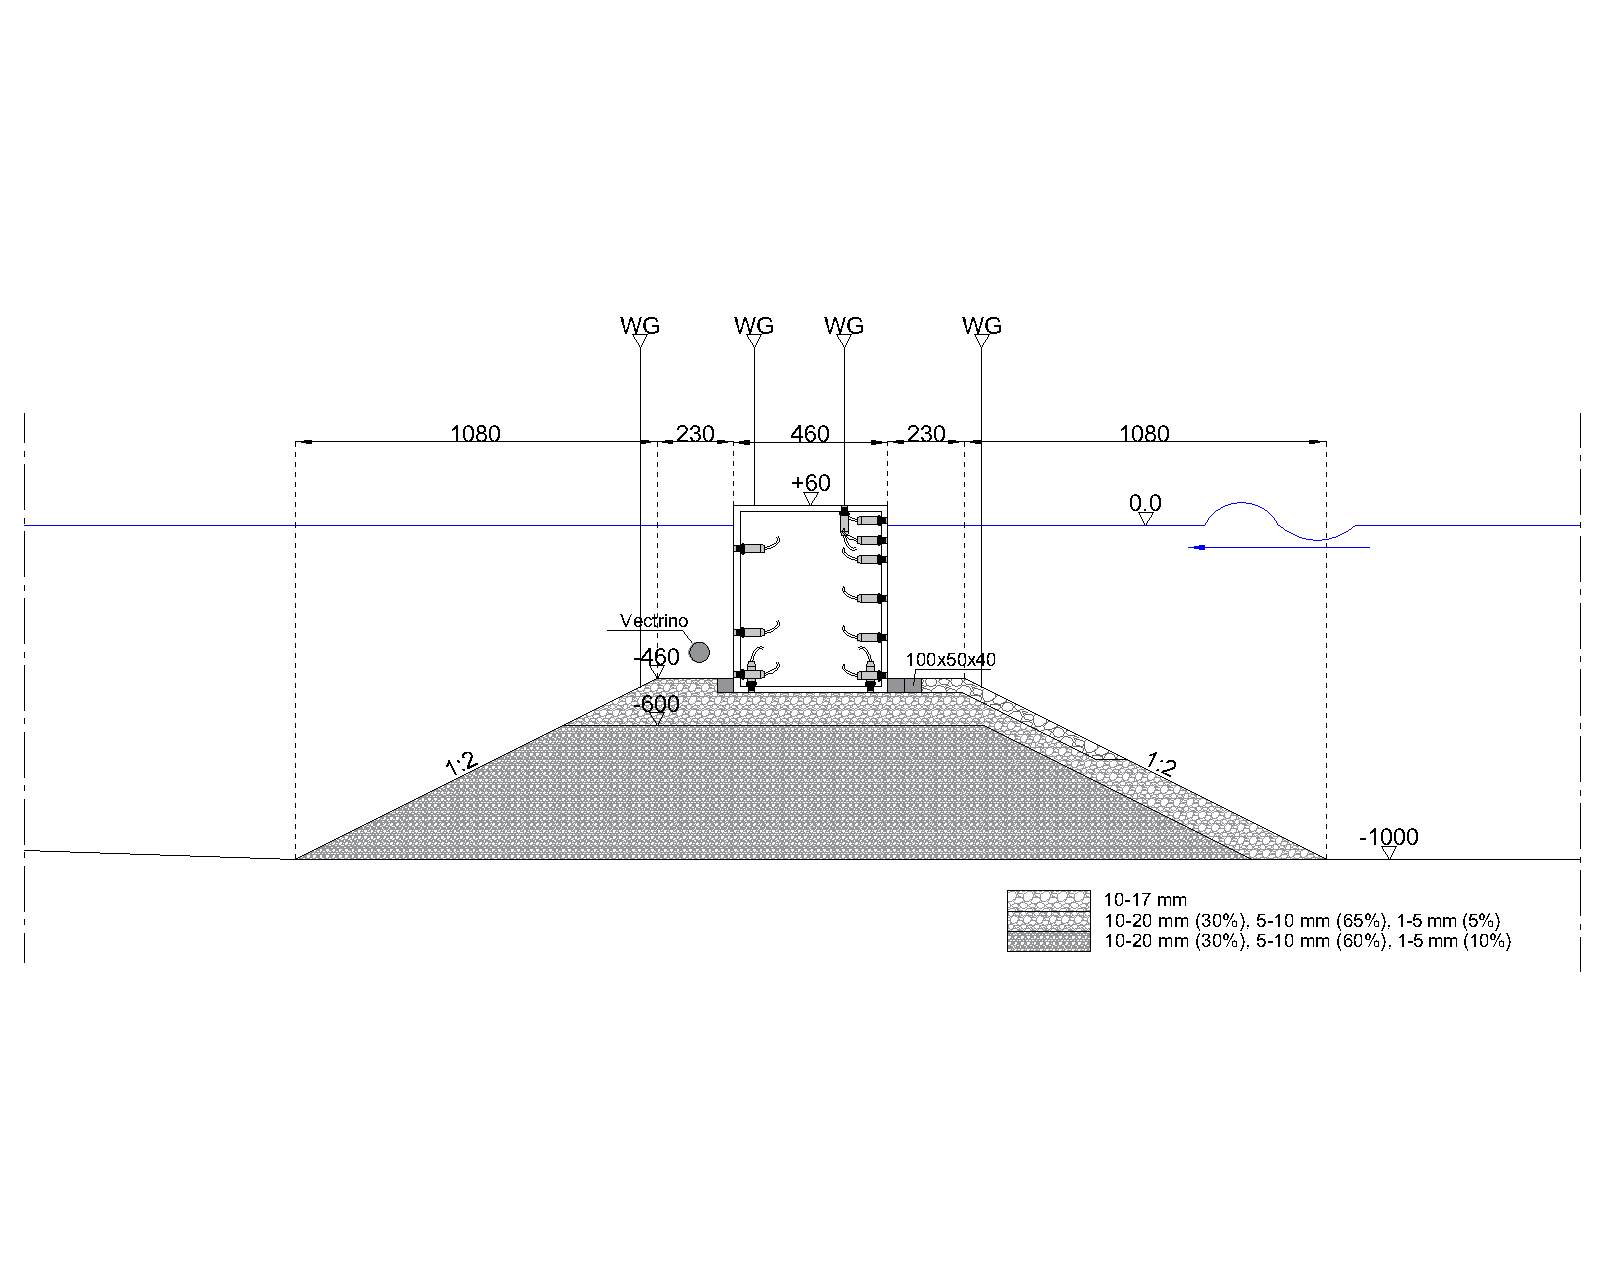 WG WG WG WG
1080 230 460 230 1080
+60
0.0
Vectrino
-460
100x50x40
-600
1:2
1:2
-1000
10-17 mm
10-20 mm (30%), 5-10 mm (65%), 1-5 mm (5%)
10-20 mm (30%), 5-10 mm (60%), 1-5 mm (10%)